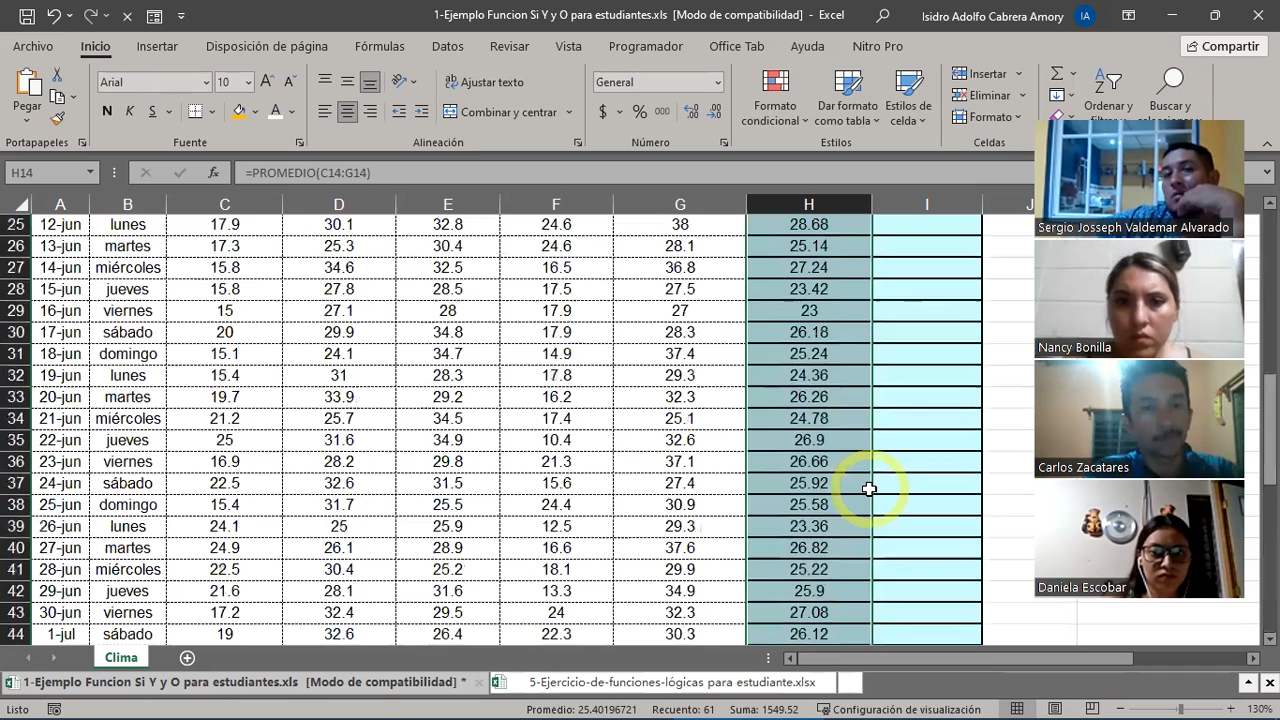 1-Ejemplo Funcion Si Y y O para estudiantes.xls [Modo de compatibilidad] - Excel
Isidro Adolfo Cabrera Amory
IA
Archivo Inicio Insertar Disposición de página Fórmulas Datos Revisar Vista Programador Office Tab Ayuda Nitro Pro Compartir
Arial 10 Ajustar texto General Insertar
Pegar N K S Combinar y centrar $ % 000 Formato condicional Dar formato como tabla Estilos de celda Eliminar Formato Ordenar y filtrar Buscar y
Portapapeles Fuente Alineación Número Estilos Celdas
H14 fx =PROMEDIO(C14:G14)
A B C D E F G H I J
25 12-jun lunes 17.9 30.1 32.8 24.6 38 28.68
26 13-jun martes 17.3 25.3 30.4 24.6 28.1 25.14
27 14-jun miércoles 15.8 34.6 32.5 16.5 36.8 27.24
28 15-jun jueves 15.8 27.8 28.5 17.5 27.5 23.42
29 16-jun viernes 15 27.1 28 17.9 27 23
30 17-jun sábado 20 29.9 34.8 17.9 28.3 26.18
31 18-jun domingo 15.1 24.1 34.7 14.9 37.4 25.24
32 19-jun lunes 15.4 31 28.3 17.8 29.3 24.36
33 20-jun martes 19.7 33.9 29.2 16.2 32.3 26.26
34 21-jun miércoles 21.2 25.7 34.5 17.4 25.1 24.78
35 22-jun jueves 25 31.6 34.9 10.4 32.6 26.9
36 23-jun viernes 16.9 28.2 29.8 21.3 37.1 26.66
37 24-jun sábado 22.5 32.6 31.5 15.6 27.4 25.92
38 25-jun domingo 15.4 31.7 25.5 24.4 30.9 25.58
39 26-jun lunes 24.1 25 25.9 12.5 29.3 23.36
40 27-jun martes 24.9 26.1 28.9 16.6 37.6 26.82
41 28-jun miércoles 22.5 30.4 25.2 18.1 29.9 25.22
42 29-jun jueves 21.6 28.1 31.6 13.3 34.9 25.9
43 30-jun viernes 17.2 32.4 29.5 24 32.3 27.08
44 1-jul sábado 19 32.6 26.4 22.3 30.3 26.12
Sergio Josseph Valdemar Alvarado
Nancy Bonilla
Carlos Zacatares
Daniela Escobar
Clima
1-Ejemplo Funcion Si Y y O para estudiantes.xls [Modo de compatibilidad] * 5-Ejercicio-de-funciones-lógicas para estudiante.xlsx
Listo Promedio: 25.40196721 Recuento: 61 Suma: 1549.52 Configuración de visualización 130%